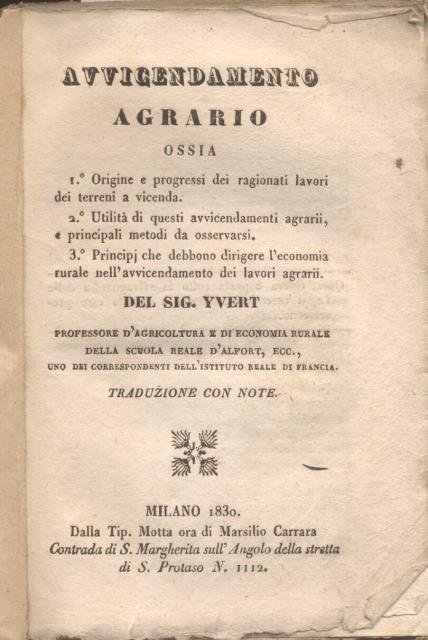 AVVICENDAMENTO
AGRARIO
OSSIA
1.° Origine e progressi dei ragionati lavori
dei terreni a vicenda.
2.° Utilità di questi avvicendamenti agrarii,
e principali metodi da osservarsi.
3.° Principj che debbono dirigere l'economia
rurale nell'avvicendamento dei lavori agrarii.
DEL SIG. YVERT
PROFESSORE D'AGRICOLTURA E DI ECONOMIA RURALE
DELLA SCUOLA REALE D'ALFORT, ECC.,
UNO DEI CORRESPONDENTI DELL'ISTITUTO REALE DI FRANCIA.
TRADUZIONE CON NOTE.
MILANO 1830.
Dalla Tip. Motta ora di Marsilio Carrara
Contrada di S. Margherita sull'Angolo della stretta
di S. Protaso N. 1112.